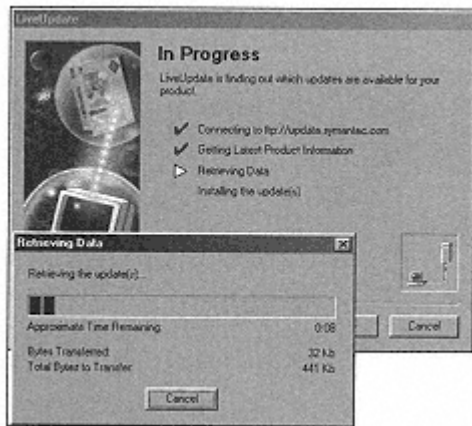 LiveUpdate
In Progress
LiveUpdate is finding out which updates are available for your
product.
Connecting to ftp://update.symantec.com
Getting Latest Product Information
Retrieving Data
Installing the update(s)
Cancel
Retrieving Data
Retrieving the update(s)...
Approximate Time Remaining: 0:08
Bytes Transferred: 32 Kb
Total Bytes to Transfer: 441 Kb
Cancel